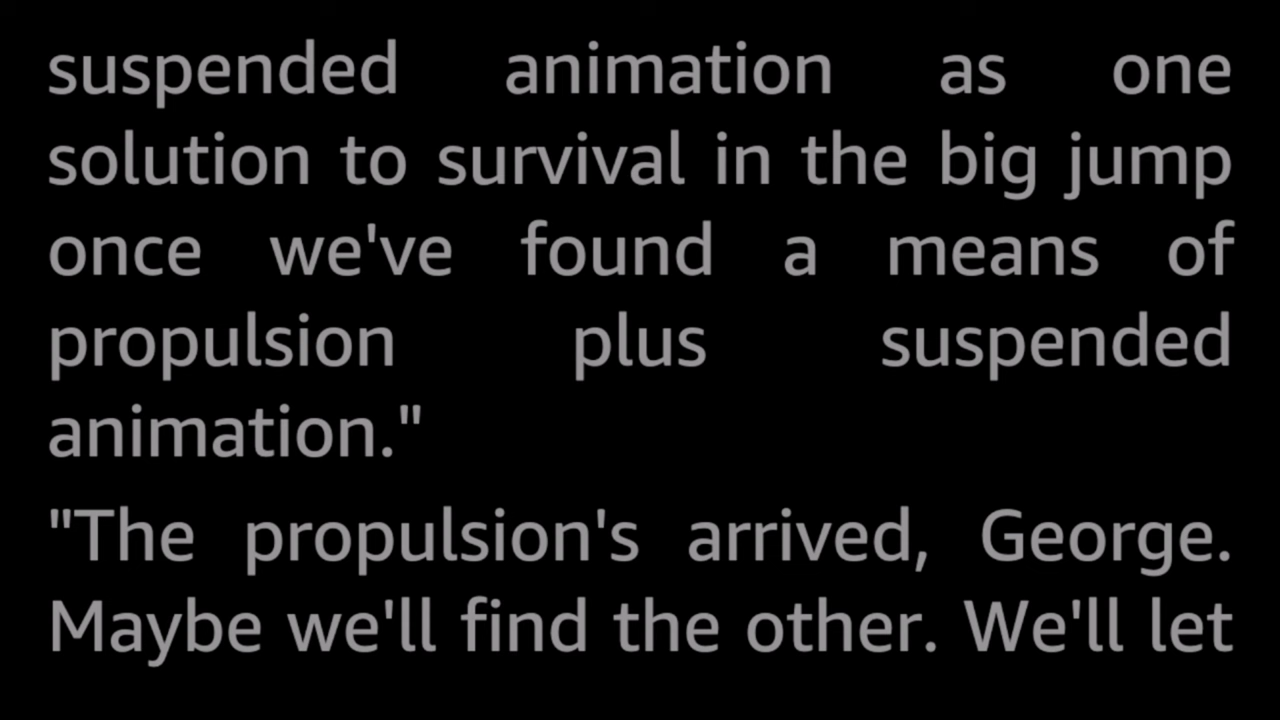 suspended animation as one
solution to survival in the big jump
once we've found a means of
propulsion plus suspended
animation."
"The propulsion's arrived, George.
Maybe we'll find the other. We'll let